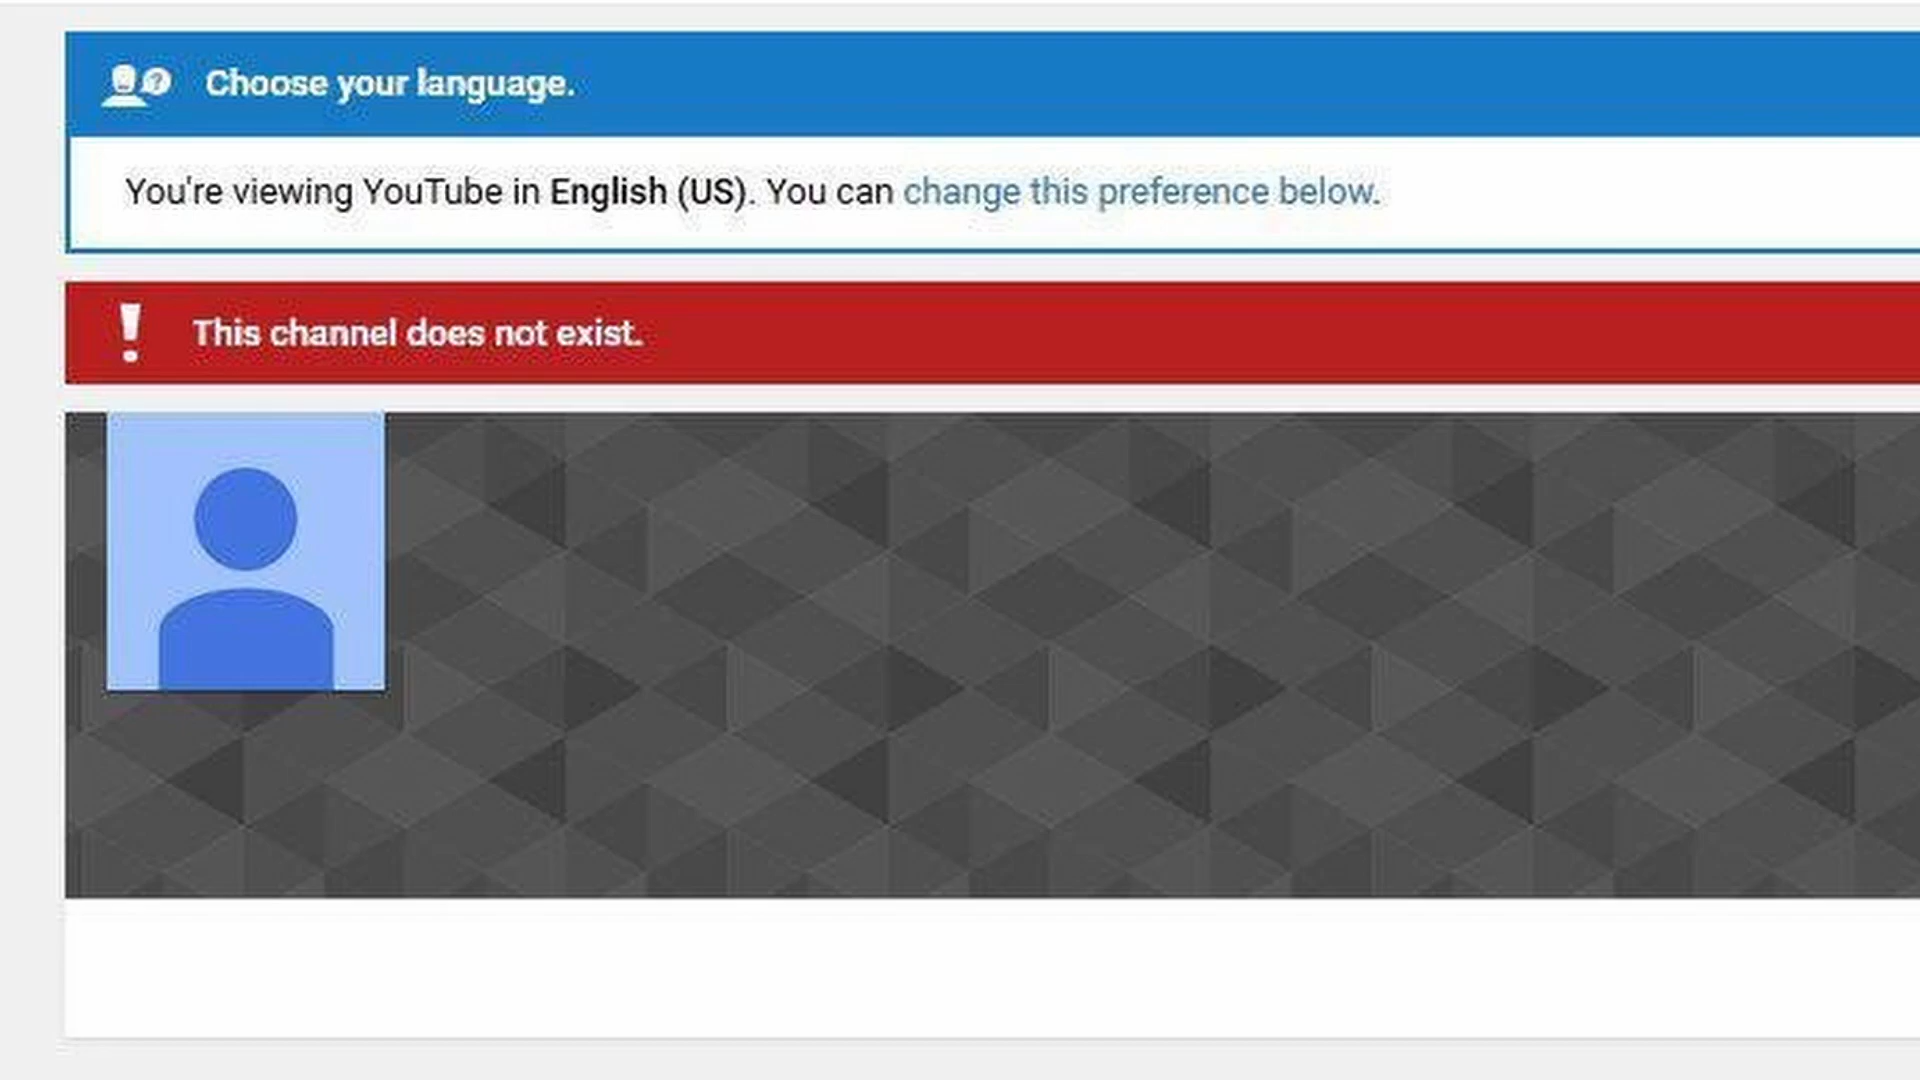 Choose your language.
You're viewing YouTube in English (US). You can change this preference below.
This channel does not exist.